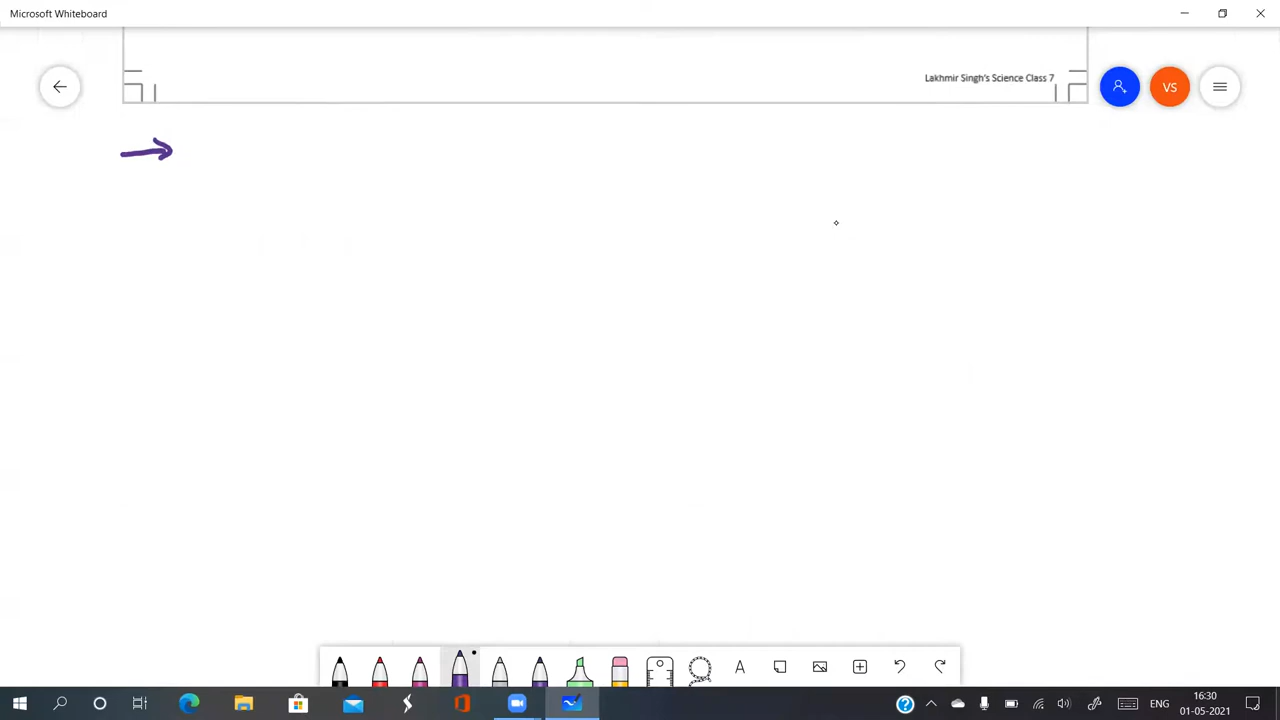 Microsoft Whiteboard
Lakhmir Singh's Science Class 7
VS
A
ENG
16:30
01-05-2021